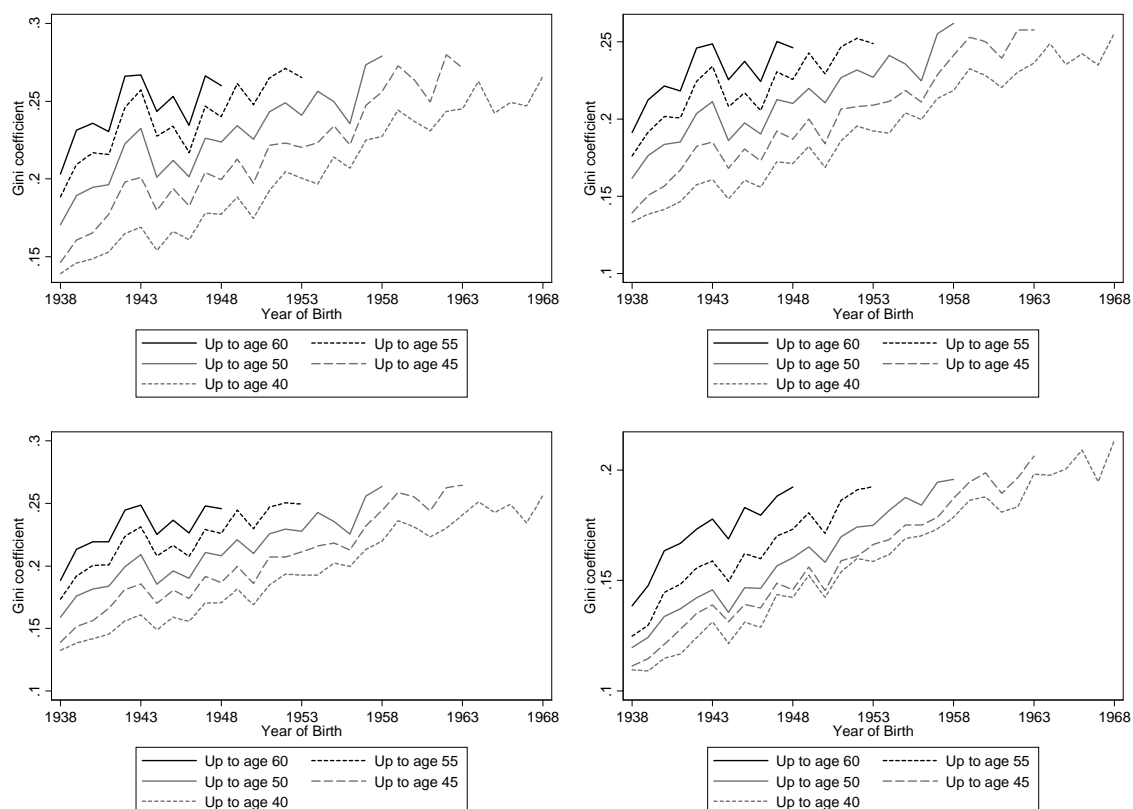 .3
.25
.2
.15
Gini coefficient
1938 1943 1948 1953 1958 1963 1968
Year of Birth
Up to age 60 Up to age 55
Up to age 50 Up to age 45
Up to age 40
.25
.2
.15
.1
Gini coefficient
1938 1943 1948 1953 1958 1963 1968
Year of Birth
Up to age 60 Up to age 55
Up to age 50 Up to age 45
Up to age 40
.3
.25
.2
.15
.1
Gini coefficient
1938 1943 1948 1953 1958 1963 1968
Year of Birth
Up to age 60 Up to age 55
Up to age 50 Up to age 45
Up to age 40
.2
.15
.1
Gini coefficient
1938 1943 1948 1953 1958 1963 1968
Year of Birth
Up to age 60 Up to age 55
Up to age 50 Up to age 45
Up to age 40